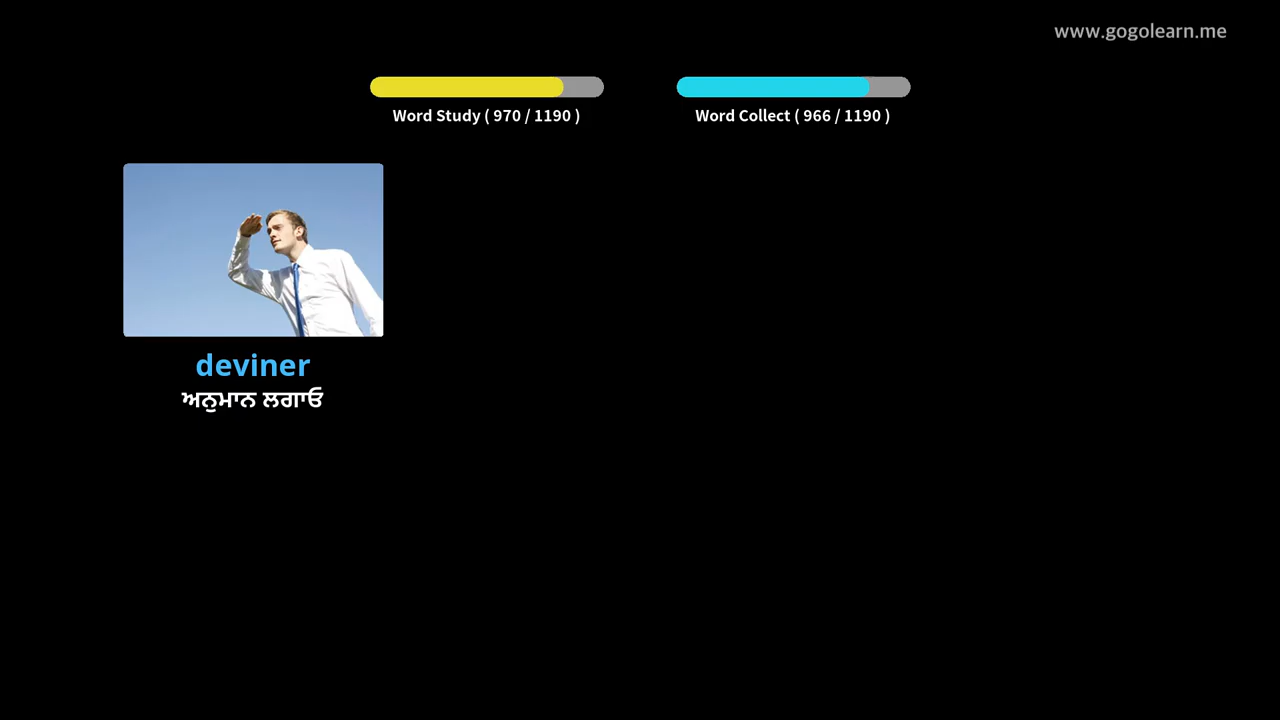 www.gogolearn.me
Word Study ( 970 / 1190 )
Word Collect ( 966 / 1190 )
deviner
ਅਨੁਮਾਨ ਲਗਾਓ